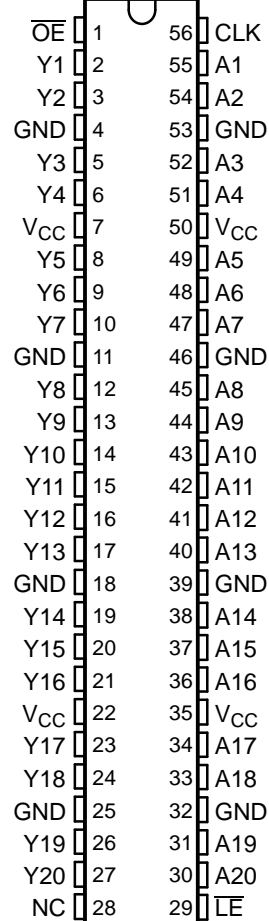 O̅E̅ 1 56 CLK
Y1 2 55 A1
Y2 3 54 A2
GND 4 53 GND
Y3 5 52 A3
Y4 6 51 A4
VCC 7 50 VCC
Y5 8 49 A5
Y6 9 48 A6
Y7 10 47 A7
GND 11 46 GND
Y8 12 45 A8
Y9 13 44 A9
Y10 14 43 A10
Y11 15 42 A11
Y12 16 41 A12
Y13 17 40 A13
GND 18 39 GND
Y14 19 38 A14
Y15 20 37 A15
Y16 21 36 A16
VCC 22 35 VCC
Y17 23 34 A17
Y18 24 33 A18
GND 25 32 GND
Y19 26 31 A19
Y20 27 30 A20
NC 28 29 L̅E̅